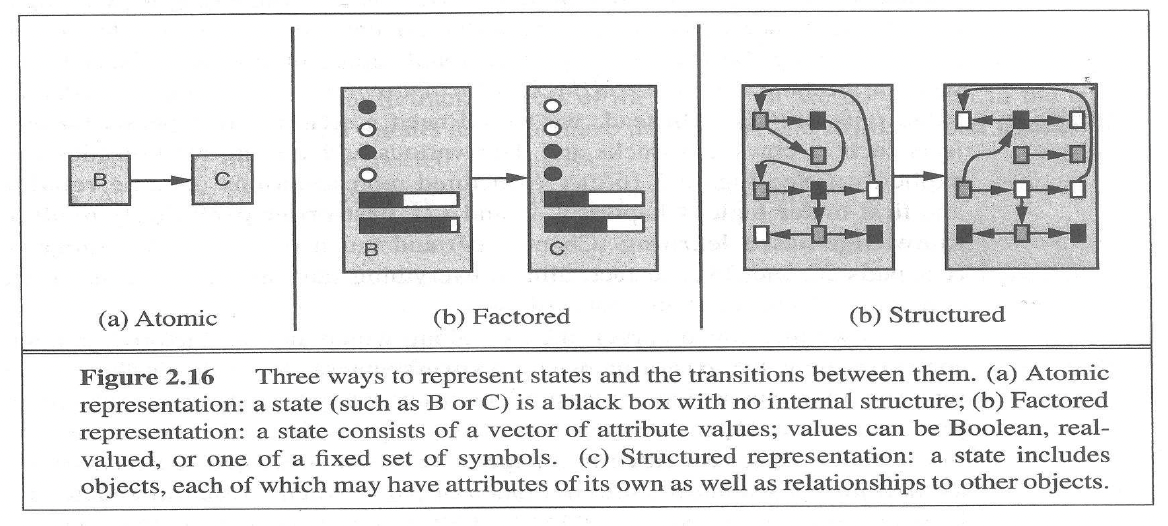 B
C
B
C
(a) Atomic
(b) Factored
(b) Structured
Figure 2.16 Three ways to represent states and the transitions between them. (a) Atomic
representation: a state (such as B or C) is a black box with no internal structure; (b) Factored
representation: a state consists of a vector of attribute values; values can be Boolean, real-
valued, or one of a fixed set of symbols. (c) Structured representation: a state includes
objects, each of which may have attributes of its own as well as relationships to other objects.